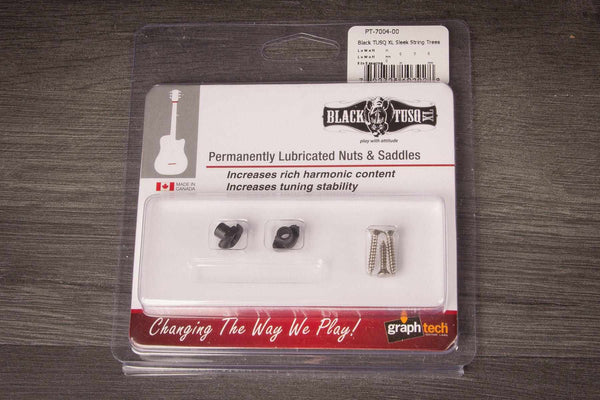 PT-7004-00
Black TUSQ XL Sleek String Trees
BLACK TUSQ XL
play with attitude
Permanently Lubricated Nuts & Saddles
Increases rich harmonic content
Increases tuning stability
MADE IN
CANADA
Changing The Way We Play!
graph tech